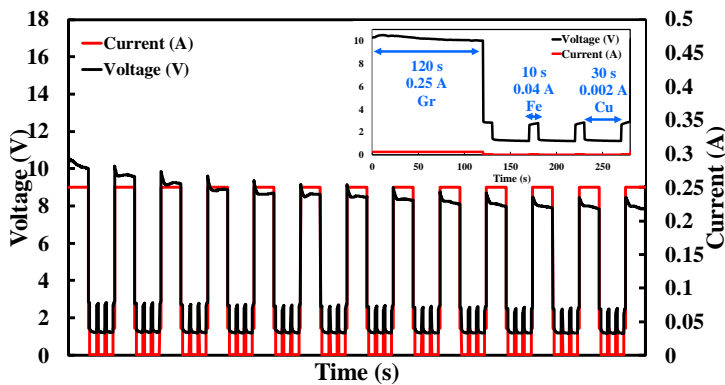 18
16
14
12
10
8
6
4
2
0
Voltage (V)
Current (A)
Voltage (V)
10
8
6
4
2
0
Voltage (V)
Current (A)
120 s
0.25 A
Gr
10 s
0.04 A
Fe
30 s
0.002 A
Cu
0 50 100 150 200 250
Time (s)
0.5
0.45
0.4
0.35
0.3
0.25
0.2
0.15
0.1
0.05
0
Current (A)
Time (s)